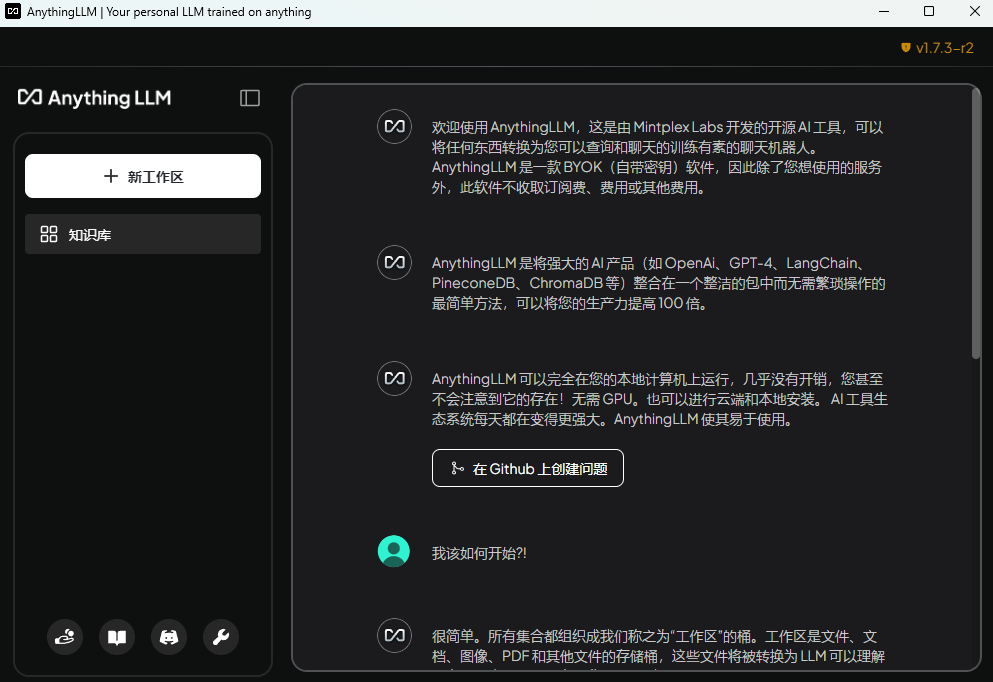 AnythingLLM | Your personal LLM trained on anything
v1.7.3-r2
Anything LLM
新工作区
知识库
欢迎使用 AnythingLLM，这是由 Mintplex Labs 开发的开源 AI 工具，可以
将任何东西转换为您可以查询和聊天的训练有素的聊天机器人。
AnythingLLM 是一款 BYOK（自带密钥）软件，因此除了您想使用的服务
外，此软件不收取订阅费、费用或其他费用。
AnythingLLM 是将强大的 AI 产品（如 OpenAi、GPT-4、LangChain、
PineconeDB、ChromaDB 等）整合在一个整洁的包中而无需繁琐操作的
最简单方法，可以将您的生产力提高 100 倍。
AnythingLLM 可以完全在您的本地计算机上运行，几乎没有开销，您甚至
不会注意到它的存在！无需 GPU。也可以进行云端和本地安装。 AI 工具生
态系统每天都在变得更强大。AnythingLLM 使其易于使用。
在 Github 上创建问题
我该如何开始?!
很简单。所有集合都组织成我们称之为“工作区”的桶。工作区是文件、文
档、图像、PDF 和其他文件的存储桶，这些文件将被转换为 LLM 可以理解